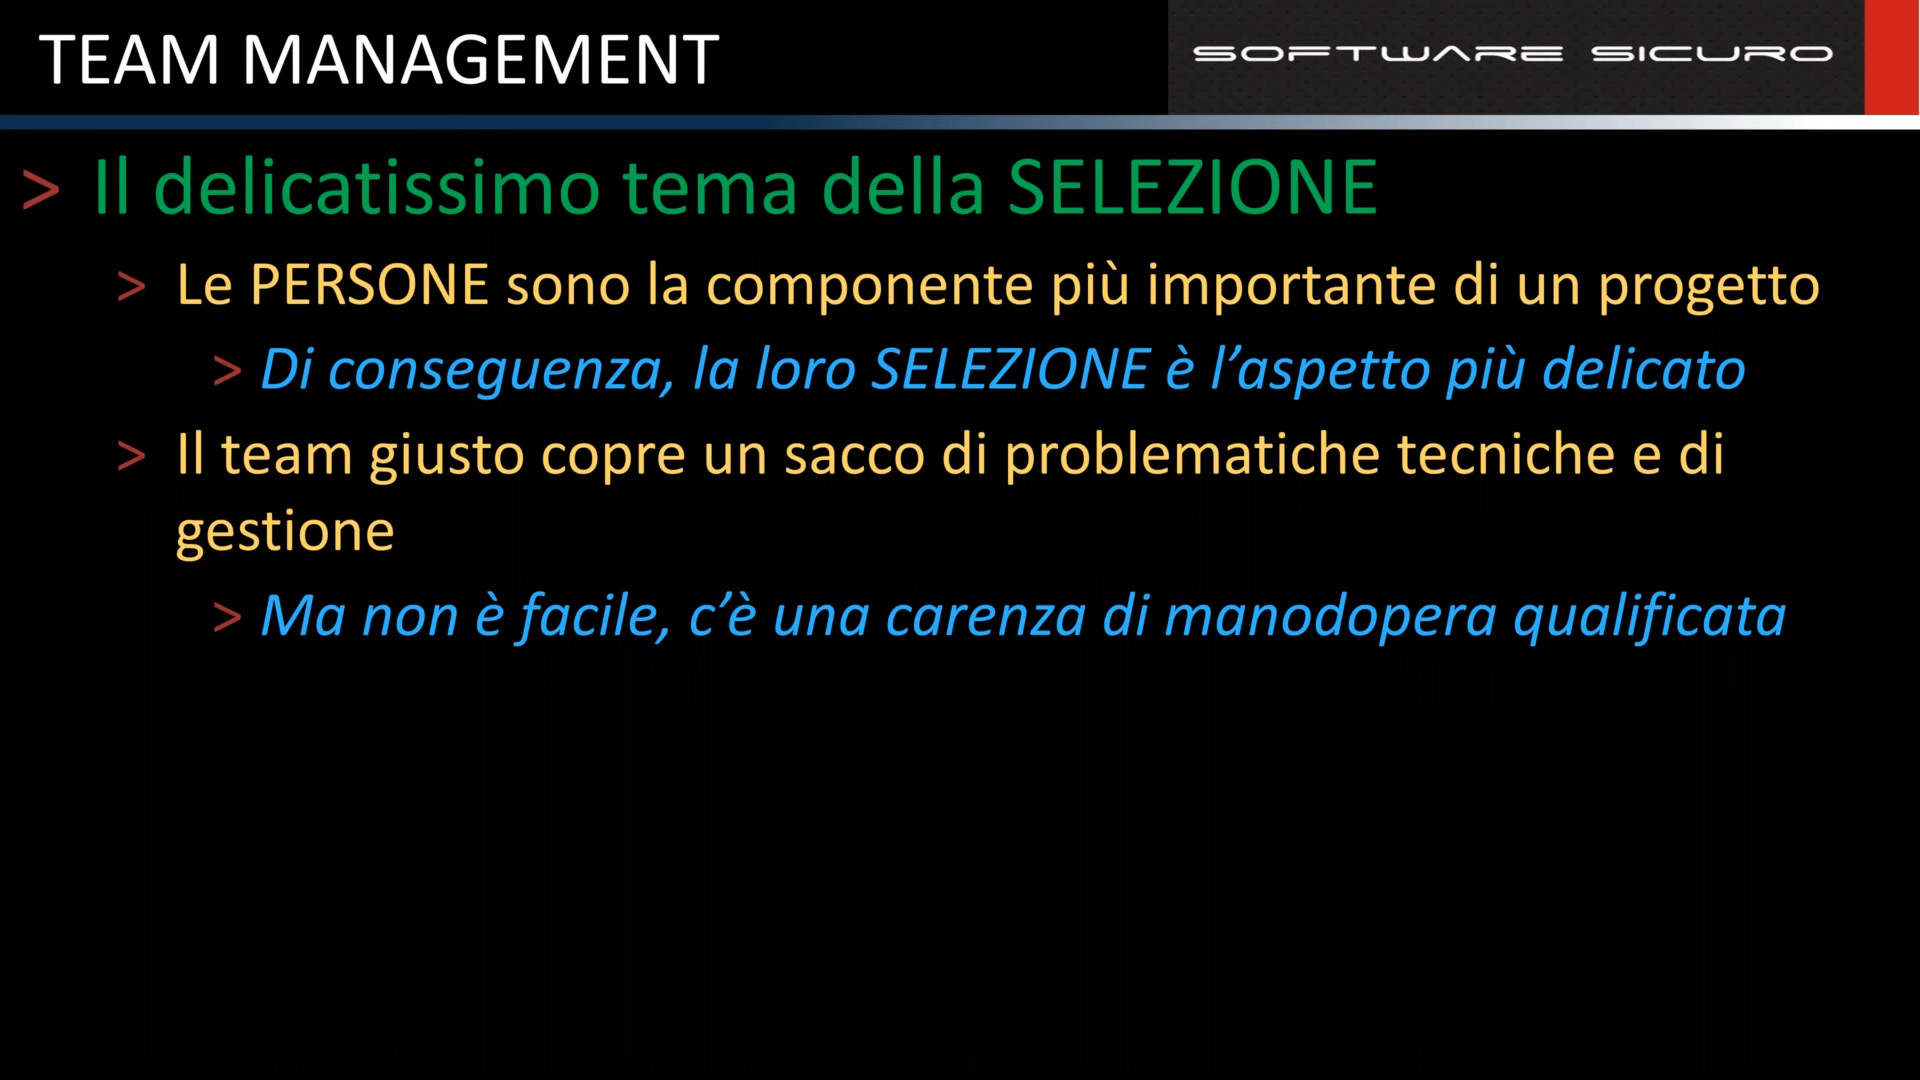 TEAM MANAGEMENT
SOFTWARE SICURO
> Il delicatissimo tema della SELEZIONE
> Le PERSONE sono la componente più importante di un progetto
> Di conseguenza, la loro SELEZIONE è l’aspetto più delicato
> Il team giusto copre un sacco di problematiche tecniche e di
gestione
> Ma non è facile, c’è una carenza di manodopera qualificata